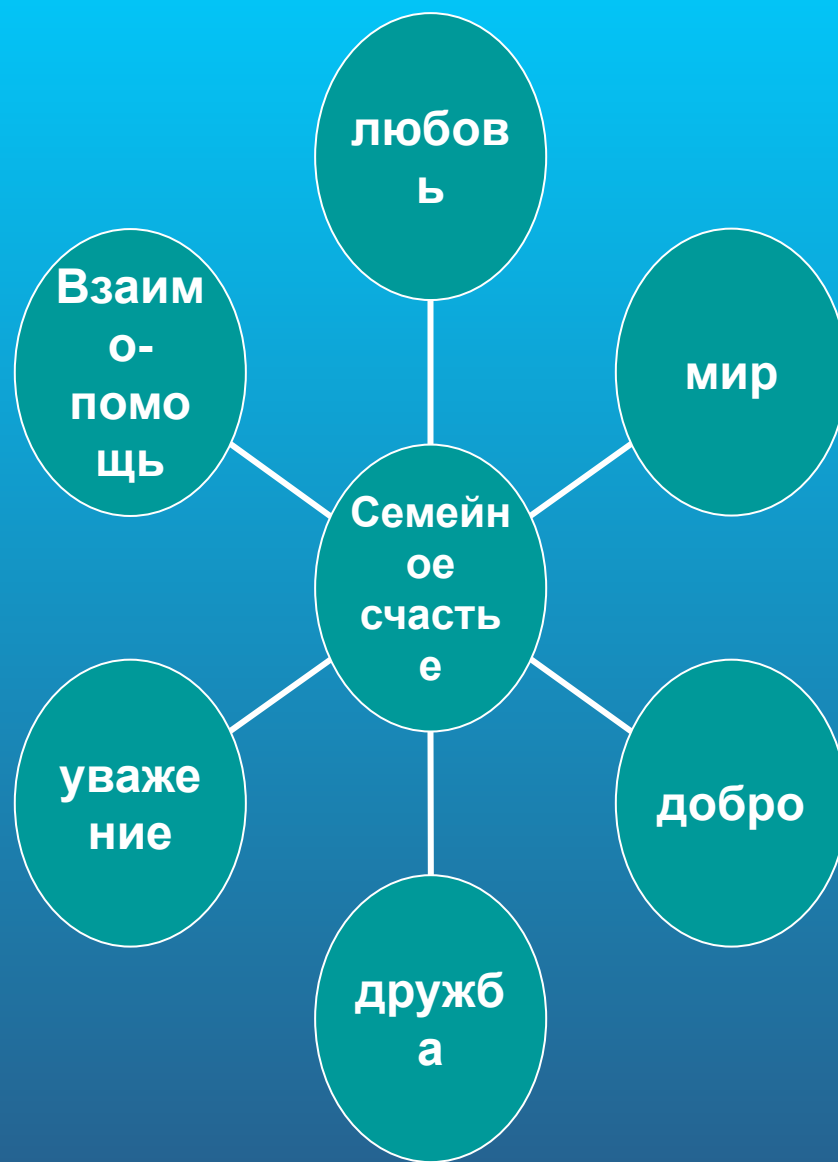 любов
ь
Взаим
о-
помо
щь
мир
Семейн
ое
счасть
е
уваже
ние
добро
дружб
а